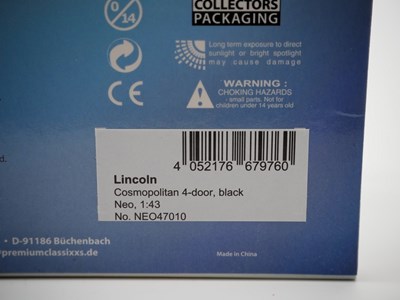 COLLECTORS
PACKAGING
0/14
Long term exposure to direct
sunlight or bright spotlight
may cause damage
CE
WARNING :
CHOKING HAZARDS
- small parts. Not for
children under 14 years old
4 052176 679760
Lincoln
Cosmopolitan 4-door, black
Neo, 1:43
No. NEO47010
d.
• D-91186 Büchenbach
@premiumclassixxs.de
Made in China